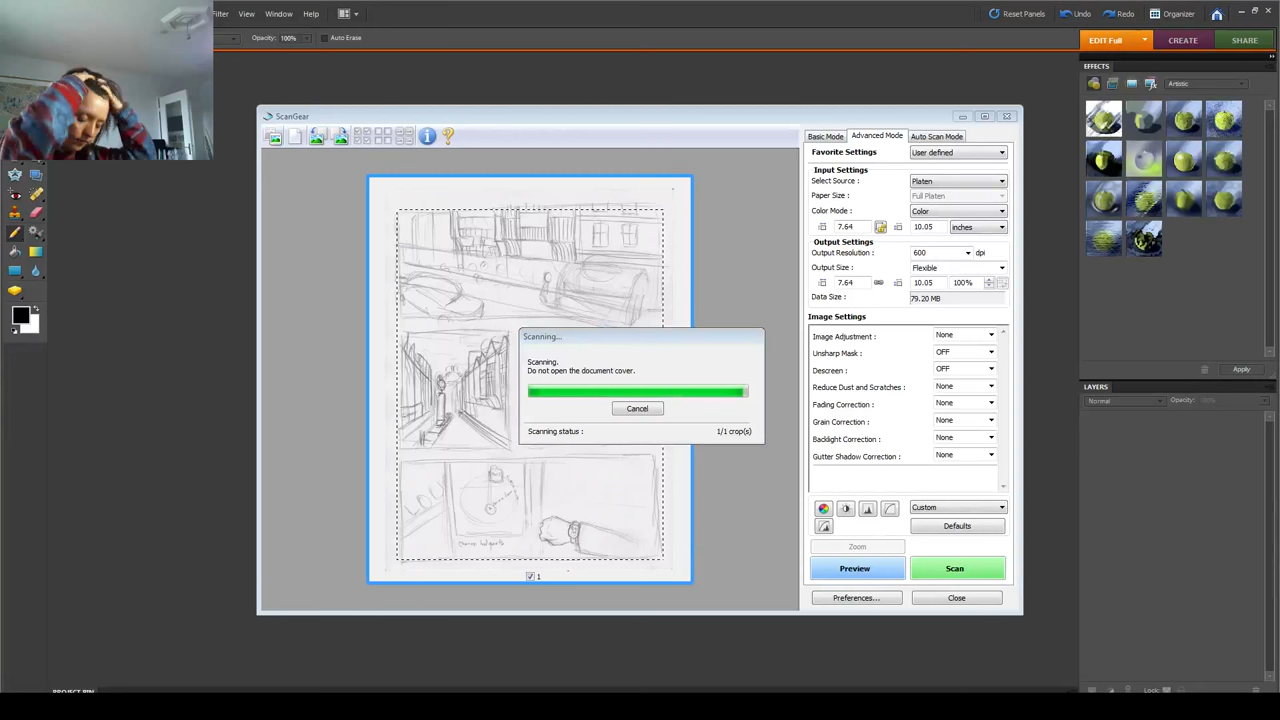 Filter View Window Help Reset Panels Undo Redo Organizer
Opacity: 100% Auto Erase EDIT Full CREATE SHARE
EFFECTS
Artistic
Apply
LAYERS
Normal Opacity: 100%
Lock:
PROJECT BIN
ScanGear
Basic Mode Advanced Mode Auto Scan Mode
Favorite Settings User defined
Input Settings
Select Source : Platen
Paper Size : Full Platen
Color Mode : Color
7.64 10.05 inches
Output Settings
Output Resolution : 600 dpi
Output Size : Flexible
7.64 10.05 100%
Data Size : 79.20 MB
Image Settings
Image Adjustment : None
Unsharp Mask : OFF
Descreen : OFF
Reduce Dust and Scratches : None
Fading Correction : None
Grain Correction : None
Backlight Correction : None
Gutter Shadow Correction : None
Custom
Defaults
Zoom
Preview Scan
Preferences... Close
Scanning...
Scanning.
Do not open the document cover.
Cancel
Scanning status : 1/1 crop(s)
1